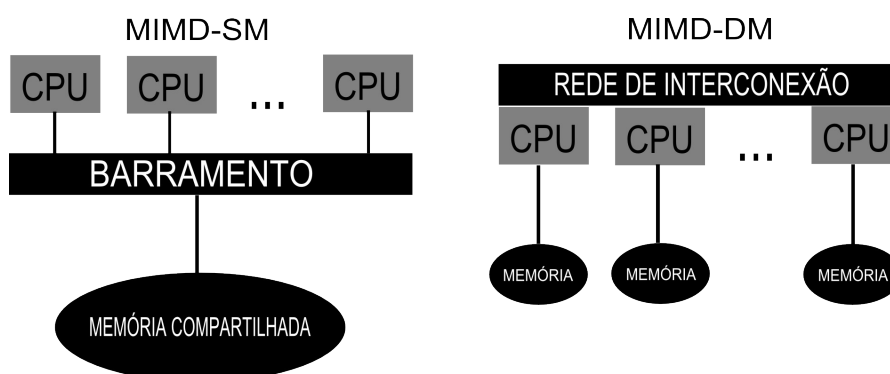 MIMD-SM
CPU CPU ... CPU
BARRAMENTO
MEMÓRIA COMPARTILHADA
MIMD-DM
REDE DE INTERCONEXÃO
CPU CPU ... CPU
MEMÓRIA MEMÓRIA MEMÓRIA